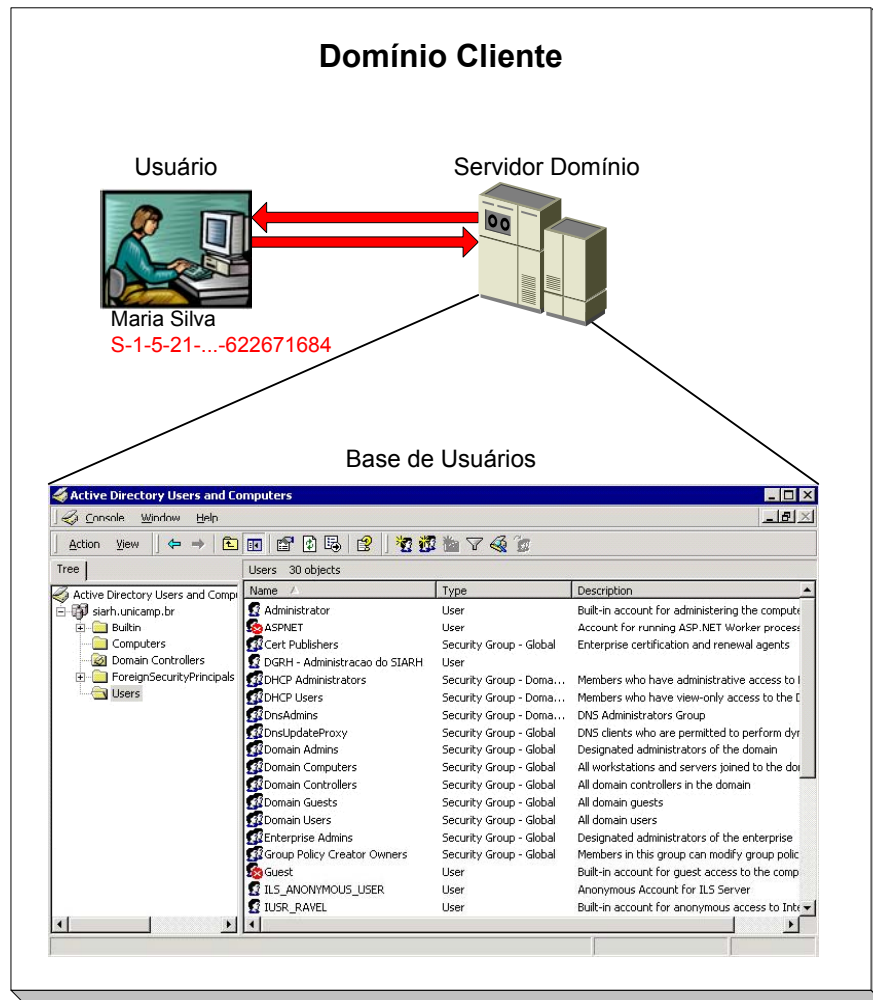 Domínio Cliente
Usuário
Servidor Domínio
Maria Silva
S-1-5-21-...-622671684
Base de Usuários
Active Directory Users and Computers
Console Window Help
Action View
Tree
Users 30 objects
Active Directory Users and Compu
siarh.unicamp.br
Builtin
Computers
Domain Controllers
ForeignSecurityPrincipals
Users
Name Type Description
Administrator User Built-in account for administering the compute
ASPNET User Account for running ASP.NET Worker process
Cert Publishers Security Group - Global Enterprise certification and renewal agents
DGRH - Administracao do SIARH User
DHCP Administrators Security Group - Doma... Members who have administrative access to
DHCP Users Security Group - Doma... Members who have view-only access to the
DnsAdmins Security Group - Doma... DNS Administrators Group
DnsUpdateProxy Security Group - Global DNS clients who are permitted to perform dyr
Domain Admins Security Group - Global Designated administrators of the domain
Domain Computers Security Group - Global All workstations and servers joined to the doi
Domain Controllers Security Group - Global All domain controllers in the domain
Domain Guests Security Group - Global All domain guests
Domain Users Security Group - Global All domain users
Enterprise Admins Security Group - Global Designated administrators of the enterprise
Group Policy Creator Owners Security Group - Global Members in this group can modify group polic
Guest User Built-in account for guest access to the comp
ILS_ANONYMOUS_USER User Anonymous Account for ILS Server
IUSR_RAVEL User Built-in account for anonymous access to Inte